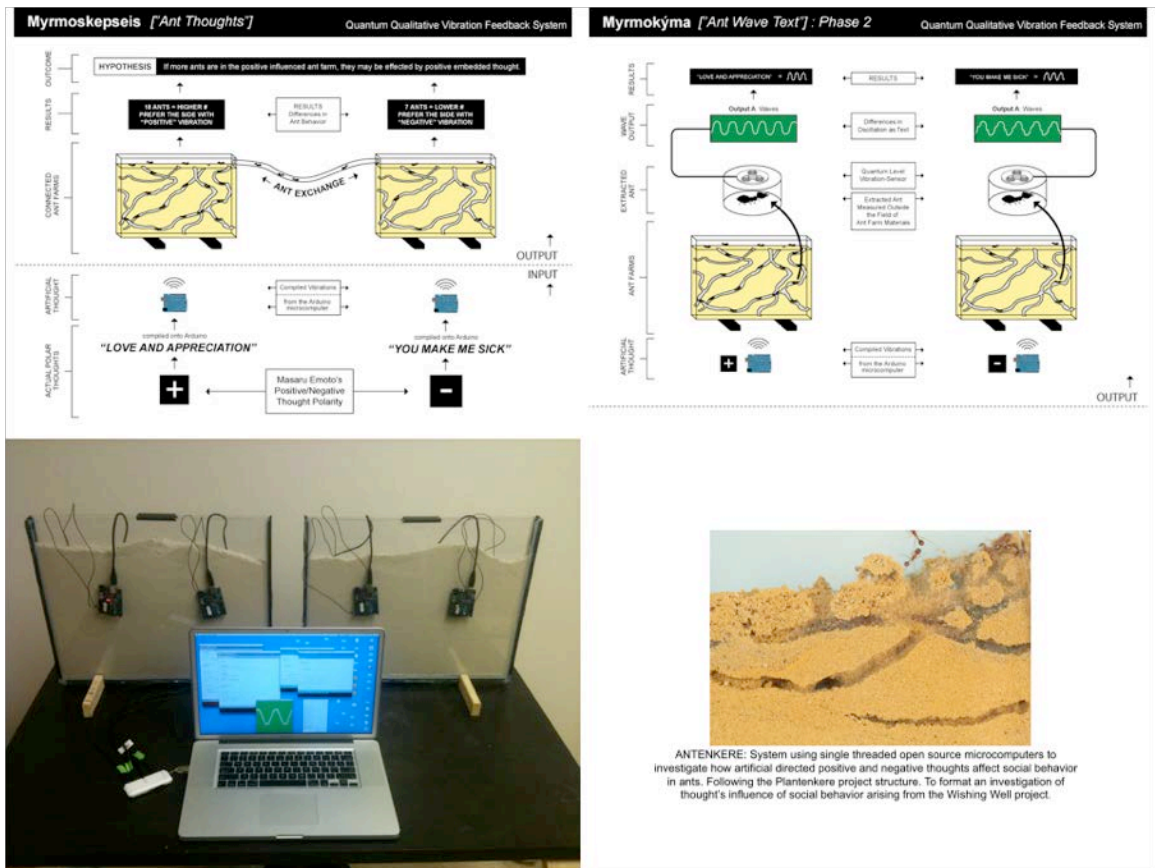 Myrmoskepseis ["Ant Thoughts"]
Quantum Qualitative Vibration Feedback System
OUTCOME
HYPOTHESIS
If more ants are in the positive influenced ant farm, they may be effected by positive embedded thought.
RESULTS
18 ANTS = HIGHER #
PREFER THE SIDE WITH
"POSITIVE" VIBRATION
RESULTS
Differences in
Ant Behavior
7 ANTS = LOWER #
PREFER THE SIDE WITH
"NEGATIVE" VIBRATION
CONNECTED
ANT FARMS
ANT EXCHANGE
OUTPUT
INPUT
ARTIFICIAL
THOUGHT
Compiled Vibrations
from the Arduino
microcomputer
compiled onto Arduino
"LOVE AND APPRECIATION"
compiled onto Arduino
"YOU MAKE ME SICK"
ACTUAL POLAR
THOUGHTS
+
Masaru Emoto's
Positive/Negative
Thought Polarity
-
Myrmokýma ["Ant Wave Text"] : Phase 2
Quantum Qualitative Vibration Feedback System
RESULTS
"LOVE AND APPRECIATION" =
RESULTS
"YOU MAKE ME SICK" =
WAVE
OUTPUT
Output A Waves
Differences in
Oscillation as Text
Output A Waves
EXTRACTED
ANT
Quantum Level
Vibration-Sensor
Extracted Ant
Measured Outside
the Field of
Ant Farm Materials
ANT FARMS
ARTIFICIAL
THOUGHT
+
Compiled Vibrations
from the Arduino
microcomputer
-
OUTPUT
ANTENKERE: System using single threaded open source microcomputers to
investigate how artificial directed positive and negative thoughts affect social behavior
in ants. Following the Plantenkere project structure. To format an investigation of
thought's influence of social behavior arising from the Wishing Well project.